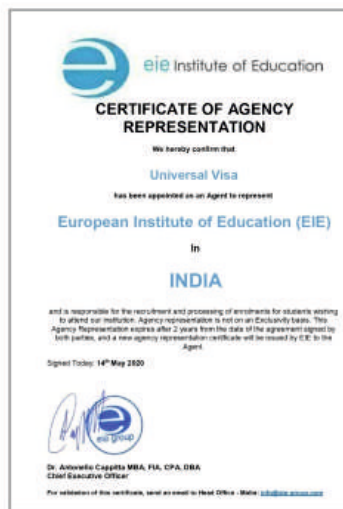 eie Institute of Education
CERTIFICATE OF AGENCY
REPRESENTATION
We hereby confirm that
Universal Visa
has been appointed as an Agent to represent
European Institute of Education (EIE)
In
INDIA
and is responsible for the recruitment and processing of enrolments for students wishing
to attend our institution. Agency representation is not on an Exclusivity basis. This
Agency Representation expires after 2 years from the date of the agreement signed by
both parties, and a new agency representation certificate will be issued by EIE to the
Agent.
Signed Today: 14th May 2020
eie group
Dr. Antonello Cappitta MBA, FIA, CPA, DBA
Chief Executive Officer
For validation of this certificate, send an email to Head Office - Malta: info@eie-group.com